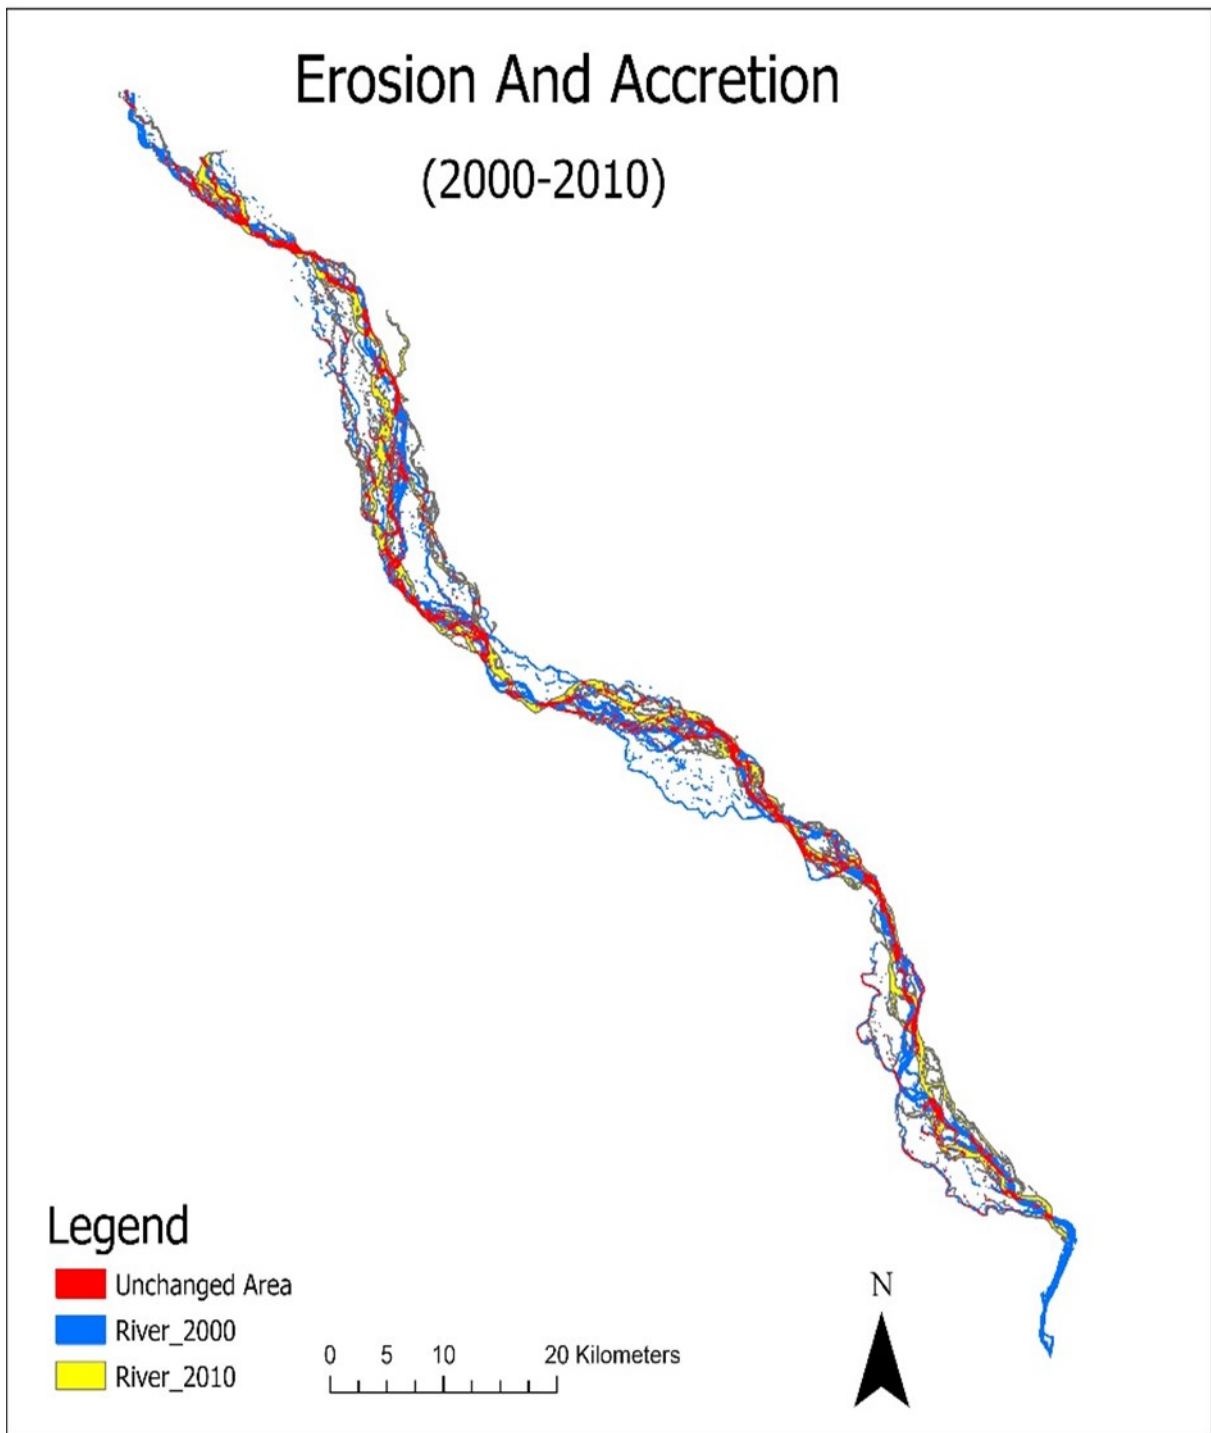 Erosion And Accretion
(2000-2010)
Legend
Unchanged Area
River_2000
River_2010
0 5 10 20 Kilometers
N